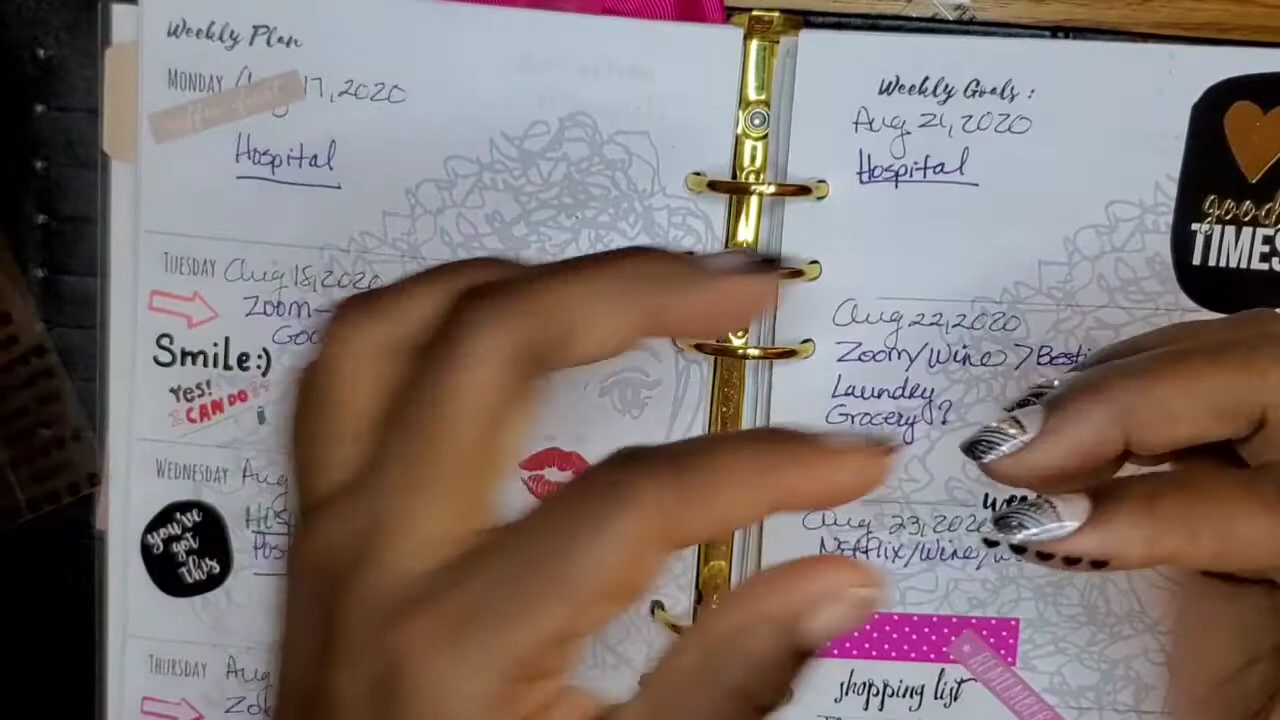 Weekly Plan
MONDAY 17, 2020
Hospital
TUESDAY Aug 18, 2020
Zoom-
Smile:)
Yes!
CAN DO
WEDNESDAY Aug
you've
got
this
THURSDAY Aug
Weekly Goals:
Aug 21, 2020
Hospital
good
TIMES
Aug 22, 2020
Zoom/Wine > Besti
Laundry
Grocery?
Aug 23, 202
Netflix/Wine/
shopping list
REMEMBER